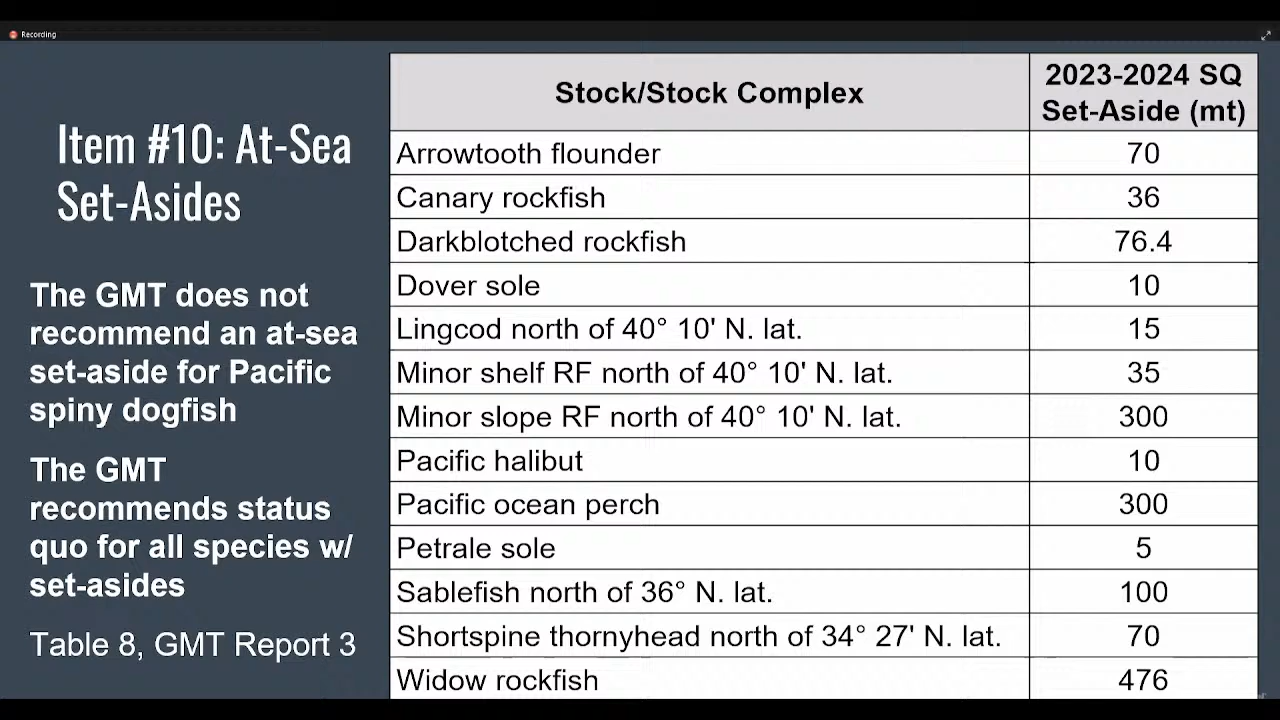 Recording
Item #10: At-Sea
Set-Asides
The GMT does not
recommend an at-sea
set-aside for Pacific
spiny dogfish
The GMT
recommends status
quo for all species w/
set-asides
Table 8, GMT Report 3
Stock/Stock Complex
2023-2024 SQ
Set-Aside (mt)
Arrowtooth flounder 70
Canary rockfish 36
Darkblotched rockfish 76.4
Dover sole 10
Lingcod north of 40° 10' N. lat. 15
Minor shelf RF north of 40° 10' N. lat. 35
Minor slope RF north of 40° 10' N. lat. 300
Pacific halibut 10
Pacific ocean perch 300
Petrale sole 5
Sablefish north of 36° N. lat. 100
Shortspine thornyhead north of 34° 27' N. lat. 70
Widow rockfish 476